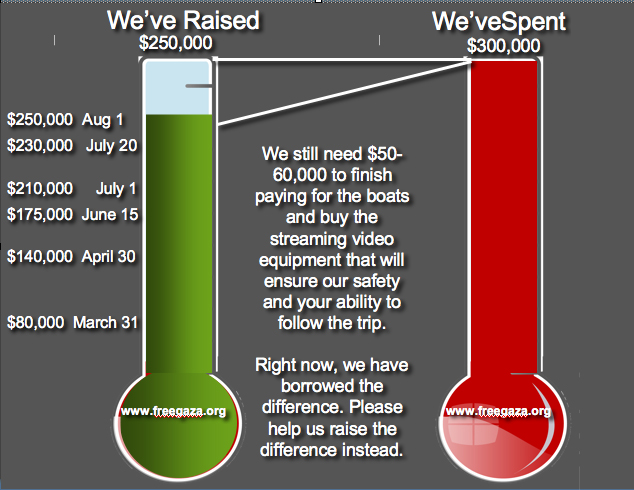 We've Raised
$250,000
$250,000 Aug 1
$230,000 July 20
$210,000 July 1
$175,000 June 15
$140,000 April 30
$80,000 March 31
www.freegaza.org
We still need $50-
60,000 to finish
paying for the boats
and buy the
streaming video
equipment that will
ensure our safety
and your ability to
follow the trip.
Right now, we have
borrowed the
difference. Please
help us raise the
difference instead.
We'veSpent
$300,000
www.freegaza.org